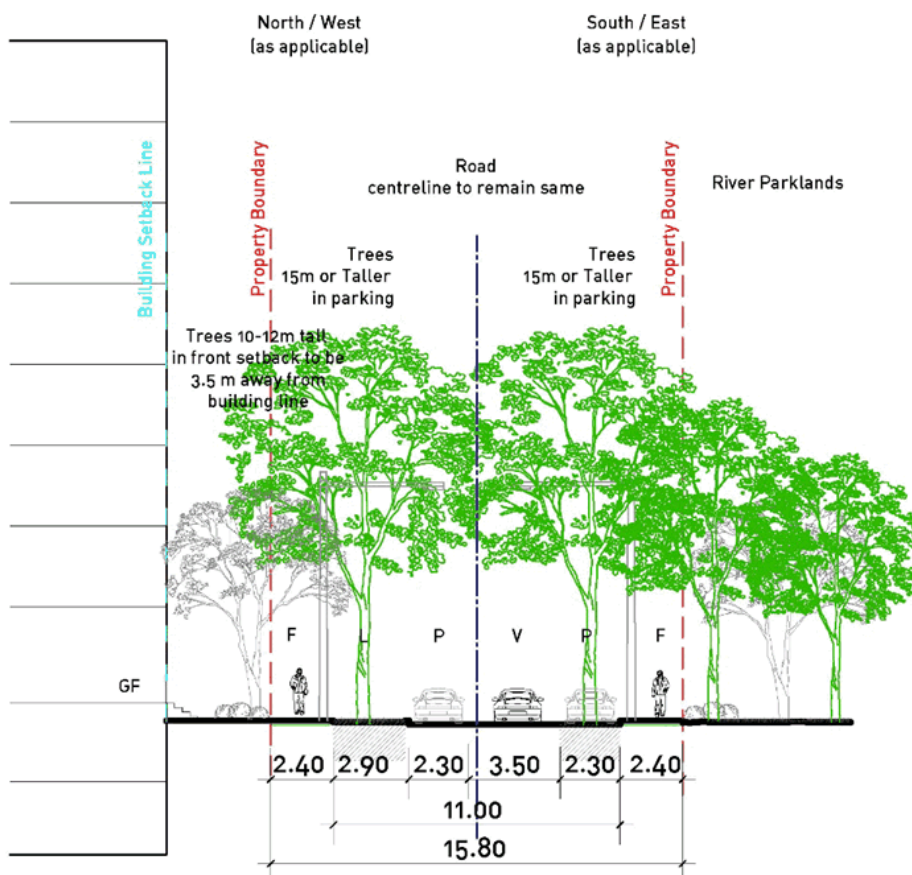 North / West
(as applicable)
South / East
(as applicable)
Building Setback Line
Property Boundary
Road
centreline to remain same
Property Boundary
River Parklands
Trees
15m or Taller
in parking
Trees
15m or Taller
in parking
Trees 10-12m tall
in front setback to be
3.5 m away from
building line
F L P V P F
GF
2.40 2.90 2.30 3.50 2.30 2.40
11.00
15.80